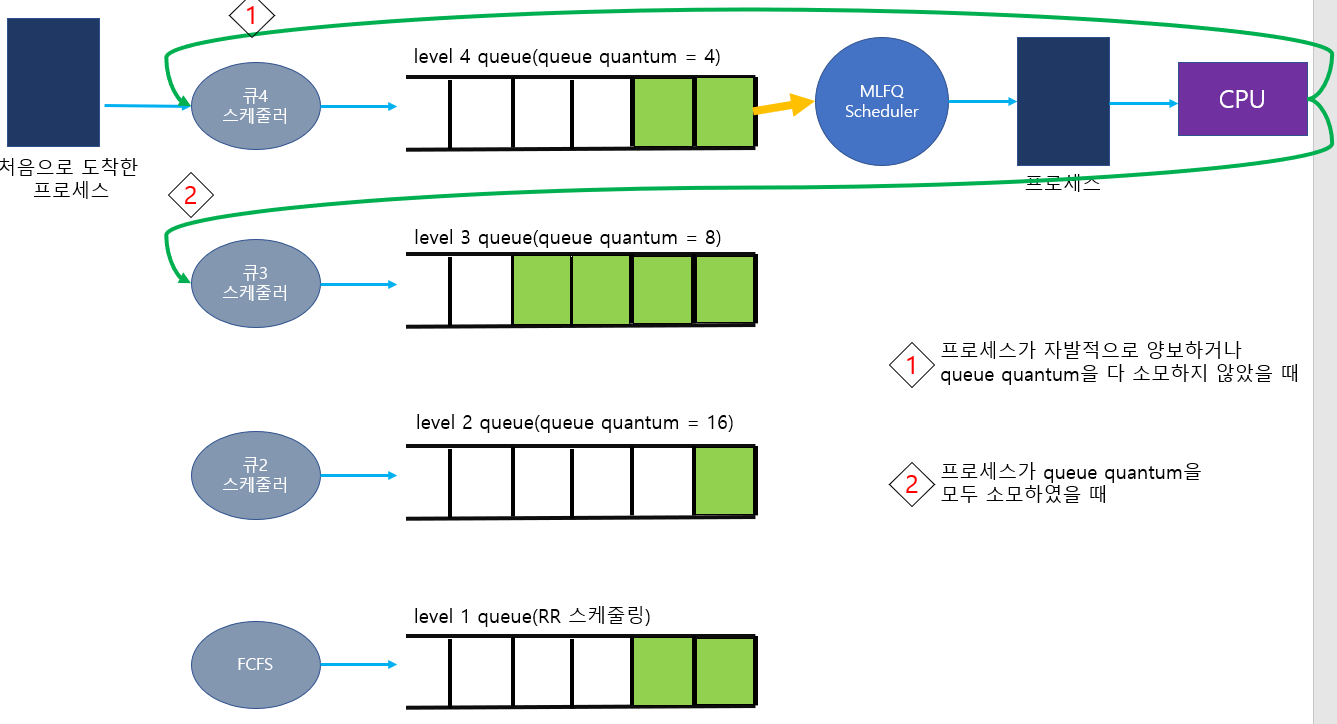 1
level 4 queue(queue quantum = 4)
큐4
스케줄러
MLFQ
Scheduler
CPU
처음으로 도착한
프로세스
프로세스
2
level 3 queue(queue quantum = 8)
큐3
스케줄러
1
프로세스가 자발적으로 양보하거나
queue quantum을 다 소모하지 않았을 때
level 2 queue(queue quantum = 16)
큐2
스케줄러
2
프로세스가 queue quantum을
모두 소모하였을 때
level 1 queue(RR 스케줄링)
FCFS